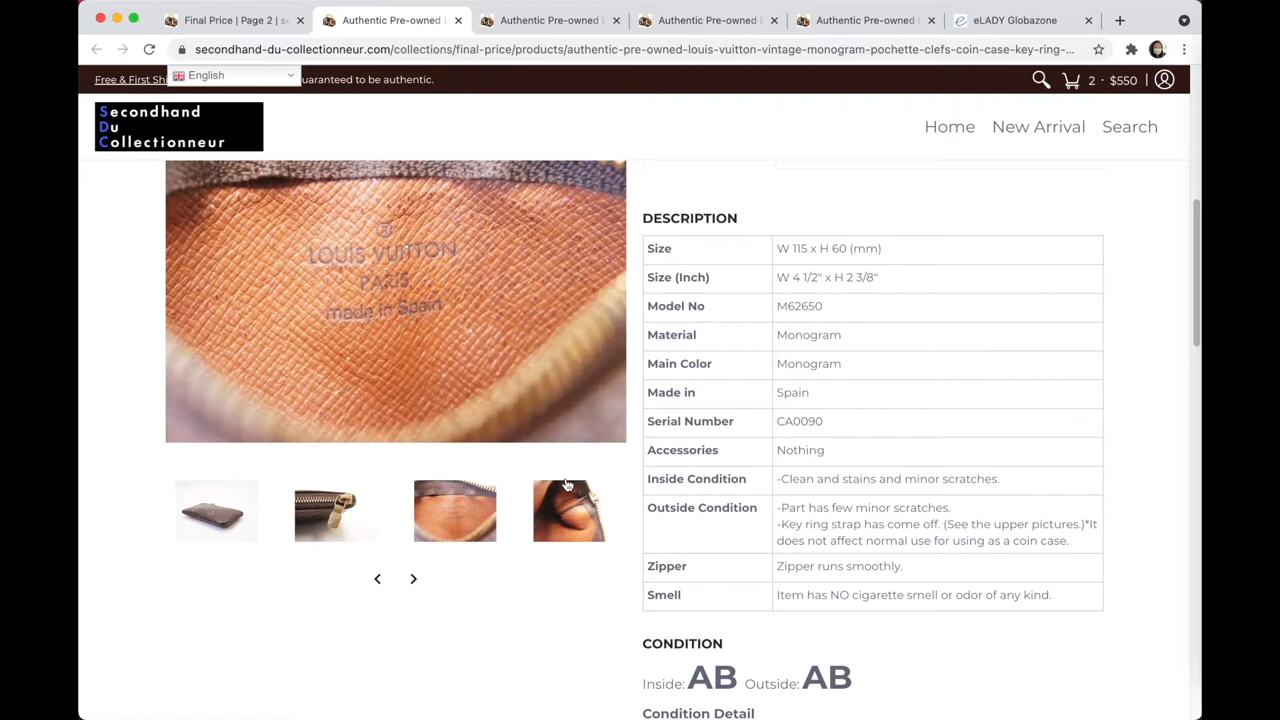 Final Price | Page 2 | se
Authentic Pre-owned L
Authentic Pre-owned L
Authentic Pre-owned L
Authentic Pre-owned L
eLADY Globazone
secondhand-du-collectionneur.com/collections/final-price/products/authentic-pre-owned-louis-vuitton-vintage-monogram-pochette-clefs-coin-case-key-ring-...
Free & First Shi
English
uaranteed to be authentic.
2 · $550
Secondhand
Du
Collectionneur
Home
New Arrival
Search
LOUIS VUITTON
PARIS
made in Spain
DESCRIPTION
Size W 115 x H 60 (mm)
Size (Inch) W 4 1/2" x H 2 3/8"
Model No M62650
Material Monogram
Main Color Monogram
Made in Spain
Serial Number CA0090
Accessories Nothing
Inside Condition -Clean and stains and minor scratches.
Outside Condition -Part has few minor scratches.
-Key ring strap has come off. (See the upper pictures.)*It
does not affect normal use for using as a coin case.
Zipper Zipper runs smoothly.
Smell Item has NO cigarette smell or odor of any kind.
CONDITION
Inside: AB Outside: AB
Condition Detail